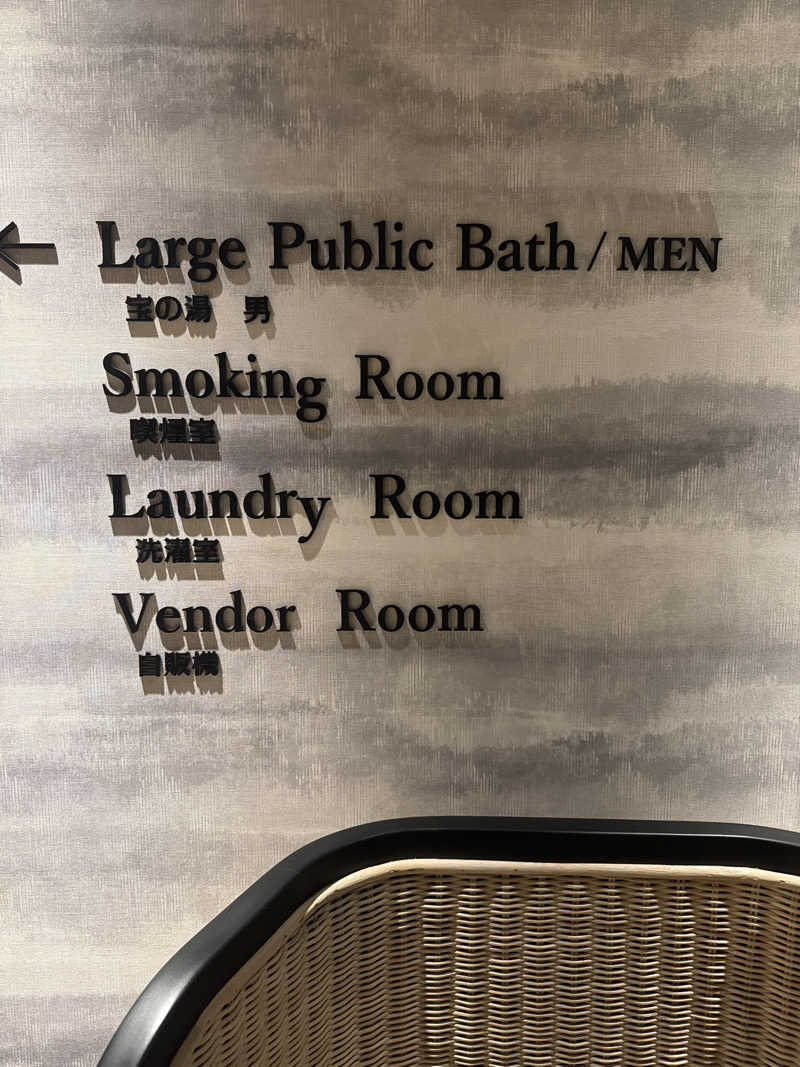 ← Large Public Bath / MEN
宝の湯 男
Smoking Room
喫煙室
Laundry Room
洗濯室
Vendor Room
自販機